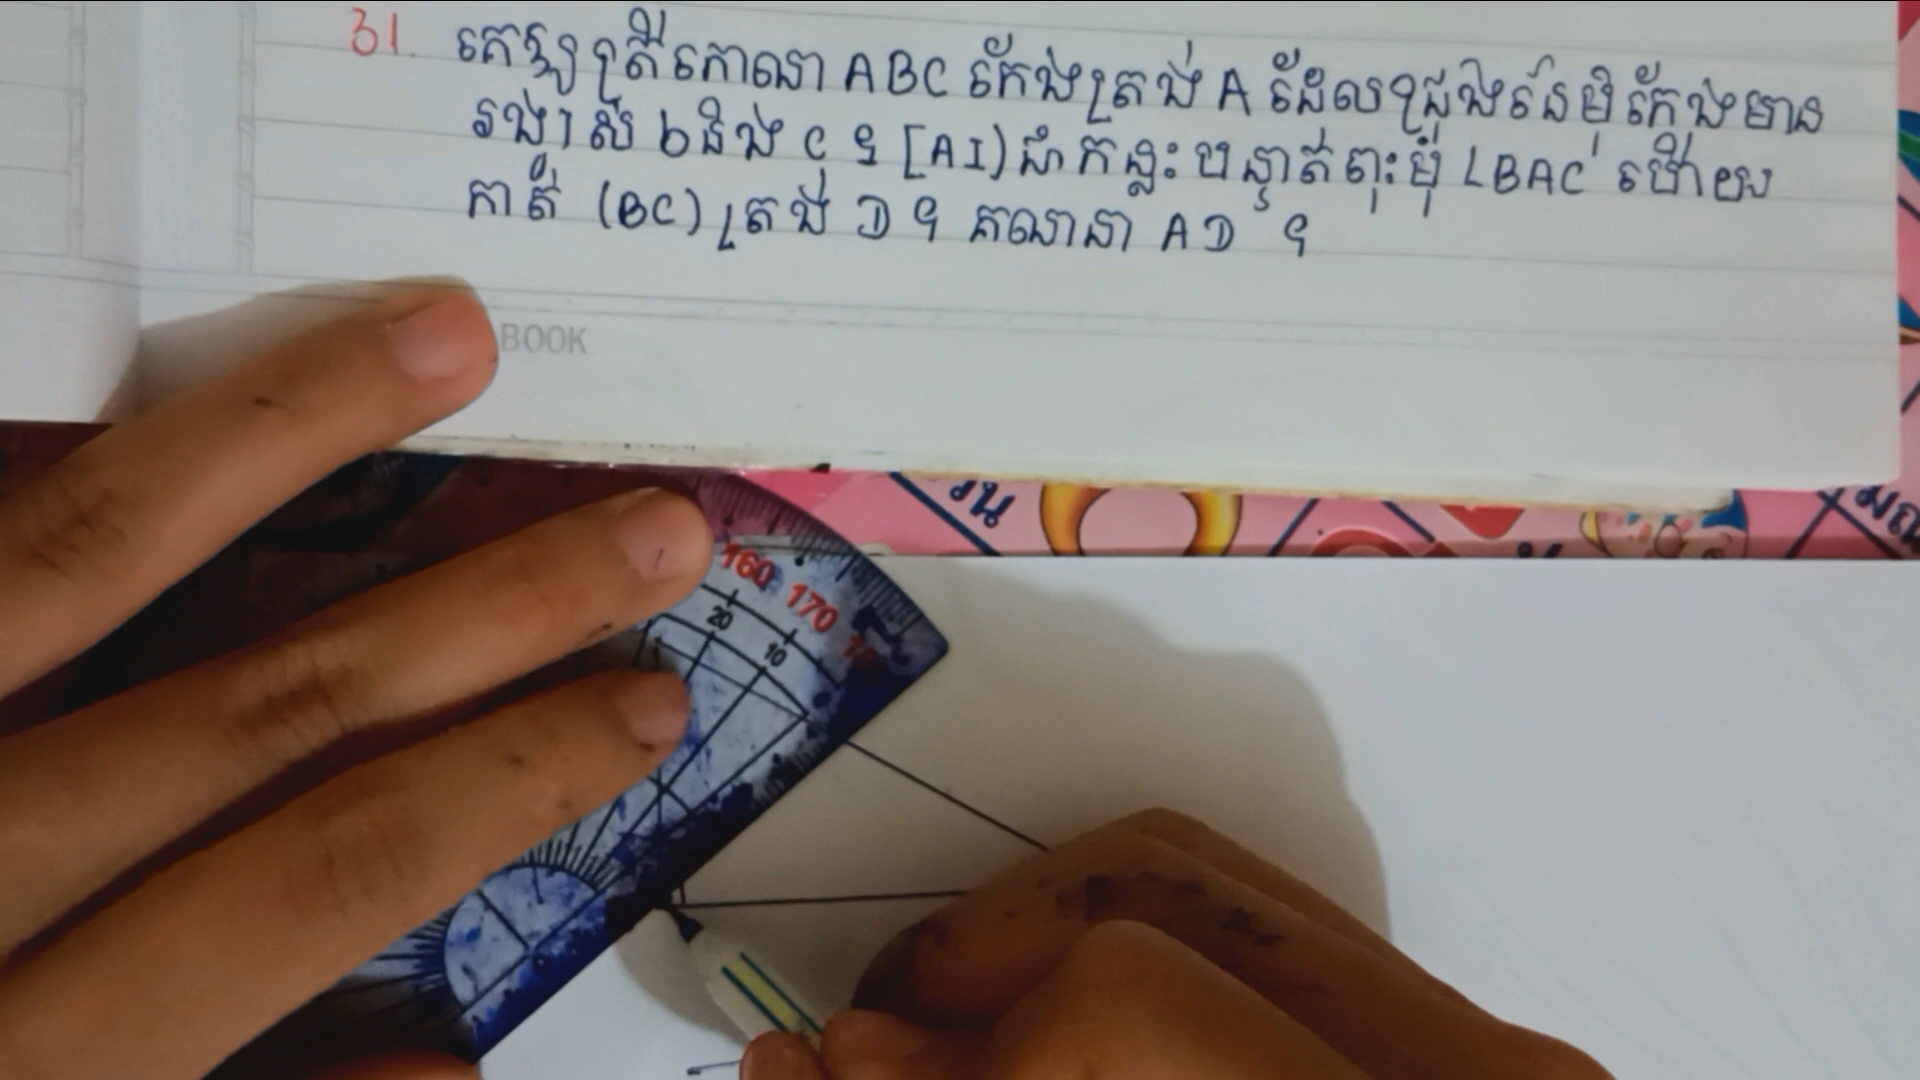 31. គេឲ្យត្រីកោណ ABC កែងត្រង់ A ដែលជ្រុងនៃមុំកែងមាន
រង្វាស់ b និង c ។ [AI) ជាកន្លះបន្ទាត់ពុះមុំ ∠BAC ហើយ
កាត់ (BC) ត្រង់ D ។ គណនា AD ។
BOOK
160
170
20
10